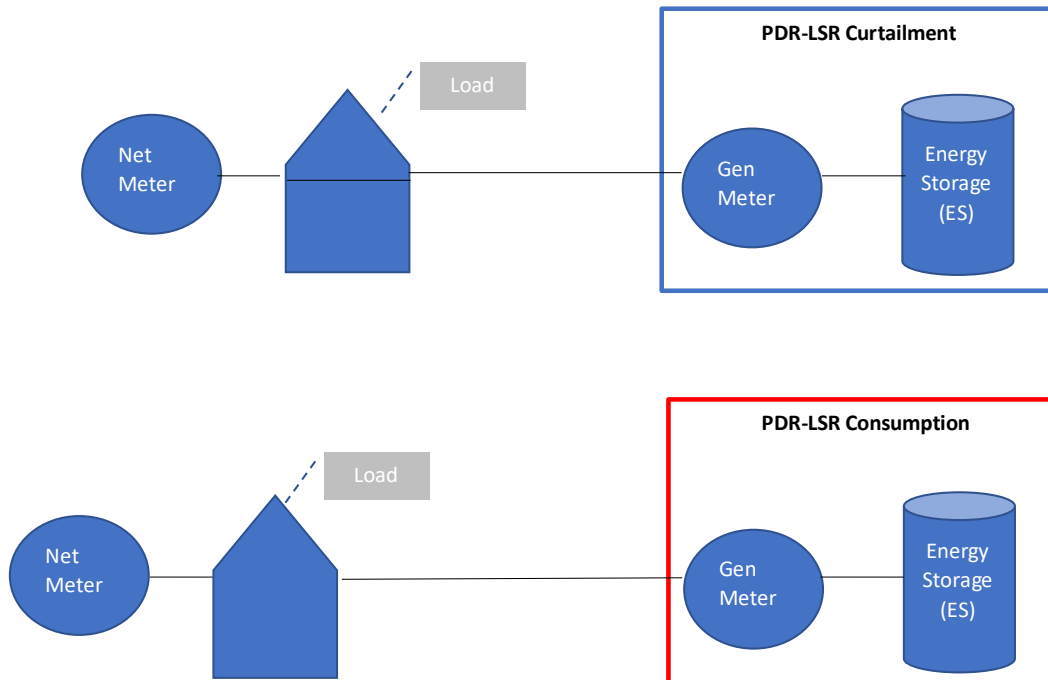 PDR-LSR Curtailment
Load
Net
Meter
Gen
Meter
Energy
Storage
(ES)
PDR-LSR Consumption
Load
Net
Meter
Gen
Meter
Energy
Storage
(ES)